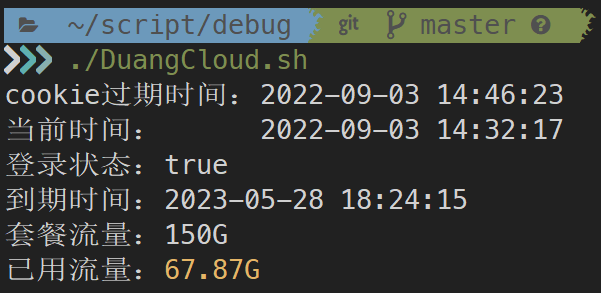 ~/script/debug git master ?
./DuangCloud.sh
cookie过期时间：2022-09-03 14:46:23
当前时间：      2022-09-03 14:32:17
登录状态：true
到期时间：2023-05-28 18:24:15
套餐流量：150G
已用流量：67.87G